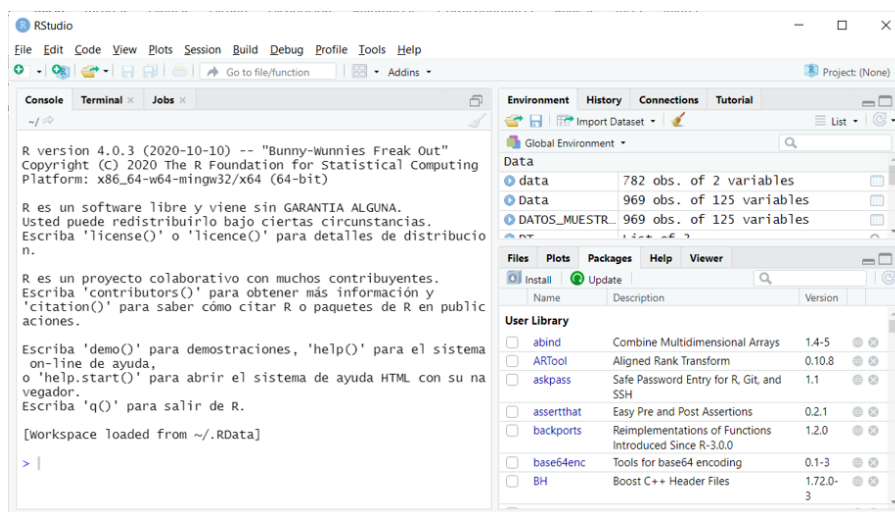 RStudio
File Edit Code View Plots Session Build Debug Profile Tools Help
Go to file/function Addins Project: (None)
Console Terminal Jobs
~/
R version 4.0.3 (2020-10-10) -- "Bunny-Wunnies Freak Out"
Copyright (C) 2020 The R Foundation for Statistical Computing
Platform: x86_64-w64-mingw32/x64 (64-bit)
R es un software libre y viene sin GARANTIA ALGUNA.
Usted puede redistribuirlo bajo ciertas circunstancias.
Escriba 'license()' o 'licence()' para detalles de distribucio
n.
R es un proyecto colaborativo con muchos contribuyentes.
Escriba 'contributors()' para obtener más información y
'citation()' para saber cómo citar R o paquetes de R en public
aciones.
Escriba 'demo()' para demostraciones, 'help()' para el sistema
on-line de ayuda,
o 'help.start()' para abrir el sistema de ayuda HTML con su na
vegador.
Escriba 'q()' para salir de R.
[Workspace loaded from ~/.RData]
>
Environment History Connections Tutorial
Import Dataset List
Global Environment
Data
data 782 obs. of 2 variables
Data 969 obs. of 125 variables
DATOS_MUESTR… 969 obs. of 125 variables
Files Plots Packages Help Viewer
Install Update
Name Description Version
User Library
abind Combine Multidimensional Arrays 1.4-5
ARTool Aligned Rank Transform 0.10.8
askpass Safe Password Entry for R, Git, and 1.1
SSH
assertthat Easy Pre and Post Assertions 0.2.1
backports Reimplementations of Functions 1.2.0
Introduced Since R-3.0.0
base64enc Tools for base64 encoding 0.1-3
BH Boost C++ Header Files 1.72.0-
3